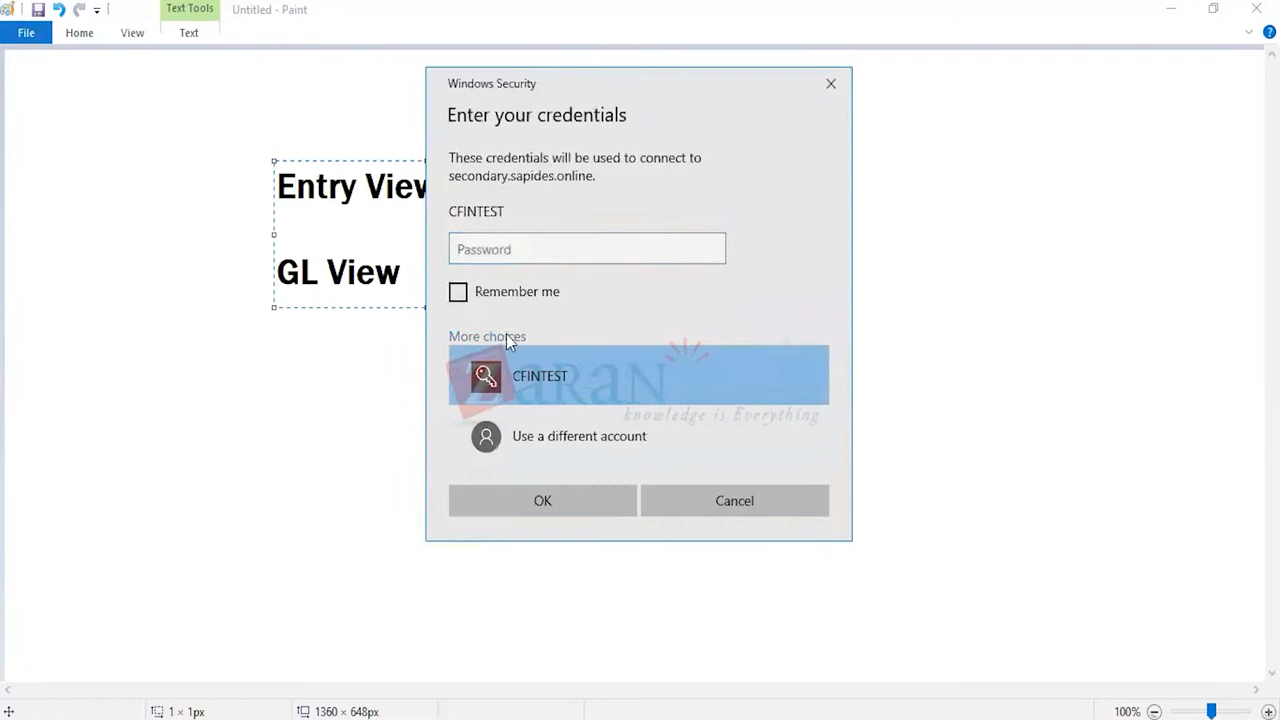 Text Tools
Untitled - Paint
File
Home
View
Text
Entry View
GL View
Windows Security
Enter your credentials
These credentials will be used to connect to
secondary.sapides.online.
CFINTEST
Password
Remember me
More choices
CFINTEST
knowledge is Everything
Use a different account
OK
Cancel
1 × 1px
1360 × 648px
100%